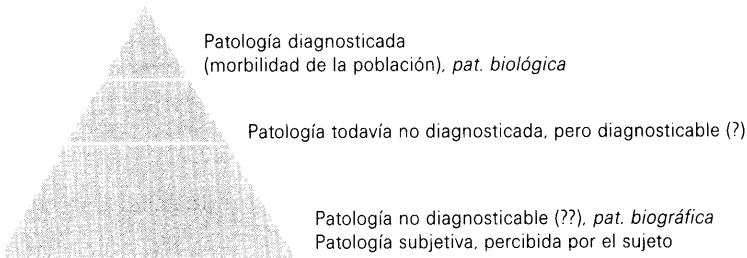 Patología diagnosticada
(morbilidad de la población), pat. biológica
Patología todavía no diagnosticada, pero diagnosticable (?)
Patología no diagnosticable (??), pat. biográfica
Patología subjetiva, percibida por el sujeto